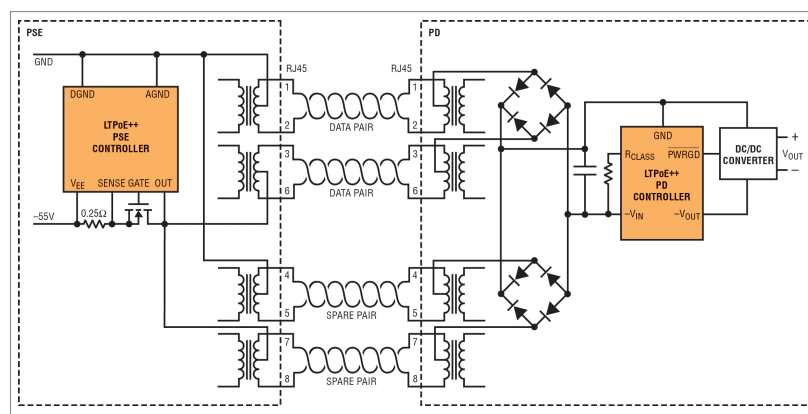 PSE
GND
DGND
AGND
LTPoE++
PSE
CONTROLLER
VEE
SENSE
GATE
OUT
–55V
0.25Ω
RJ45
RJ45
1
2
1
2
DATA PAIR
3
6
3
6
DATA PAIR
4
5
4
5
SPARE PAIR
7
8
7
8
SPARE PAIR
PD
GND
RCLASS
PWRGD
LTPoE++
PD
CONTROLLER
–VIN
–VOUT
DC/DC
CONVERTER
+
VOUT
–